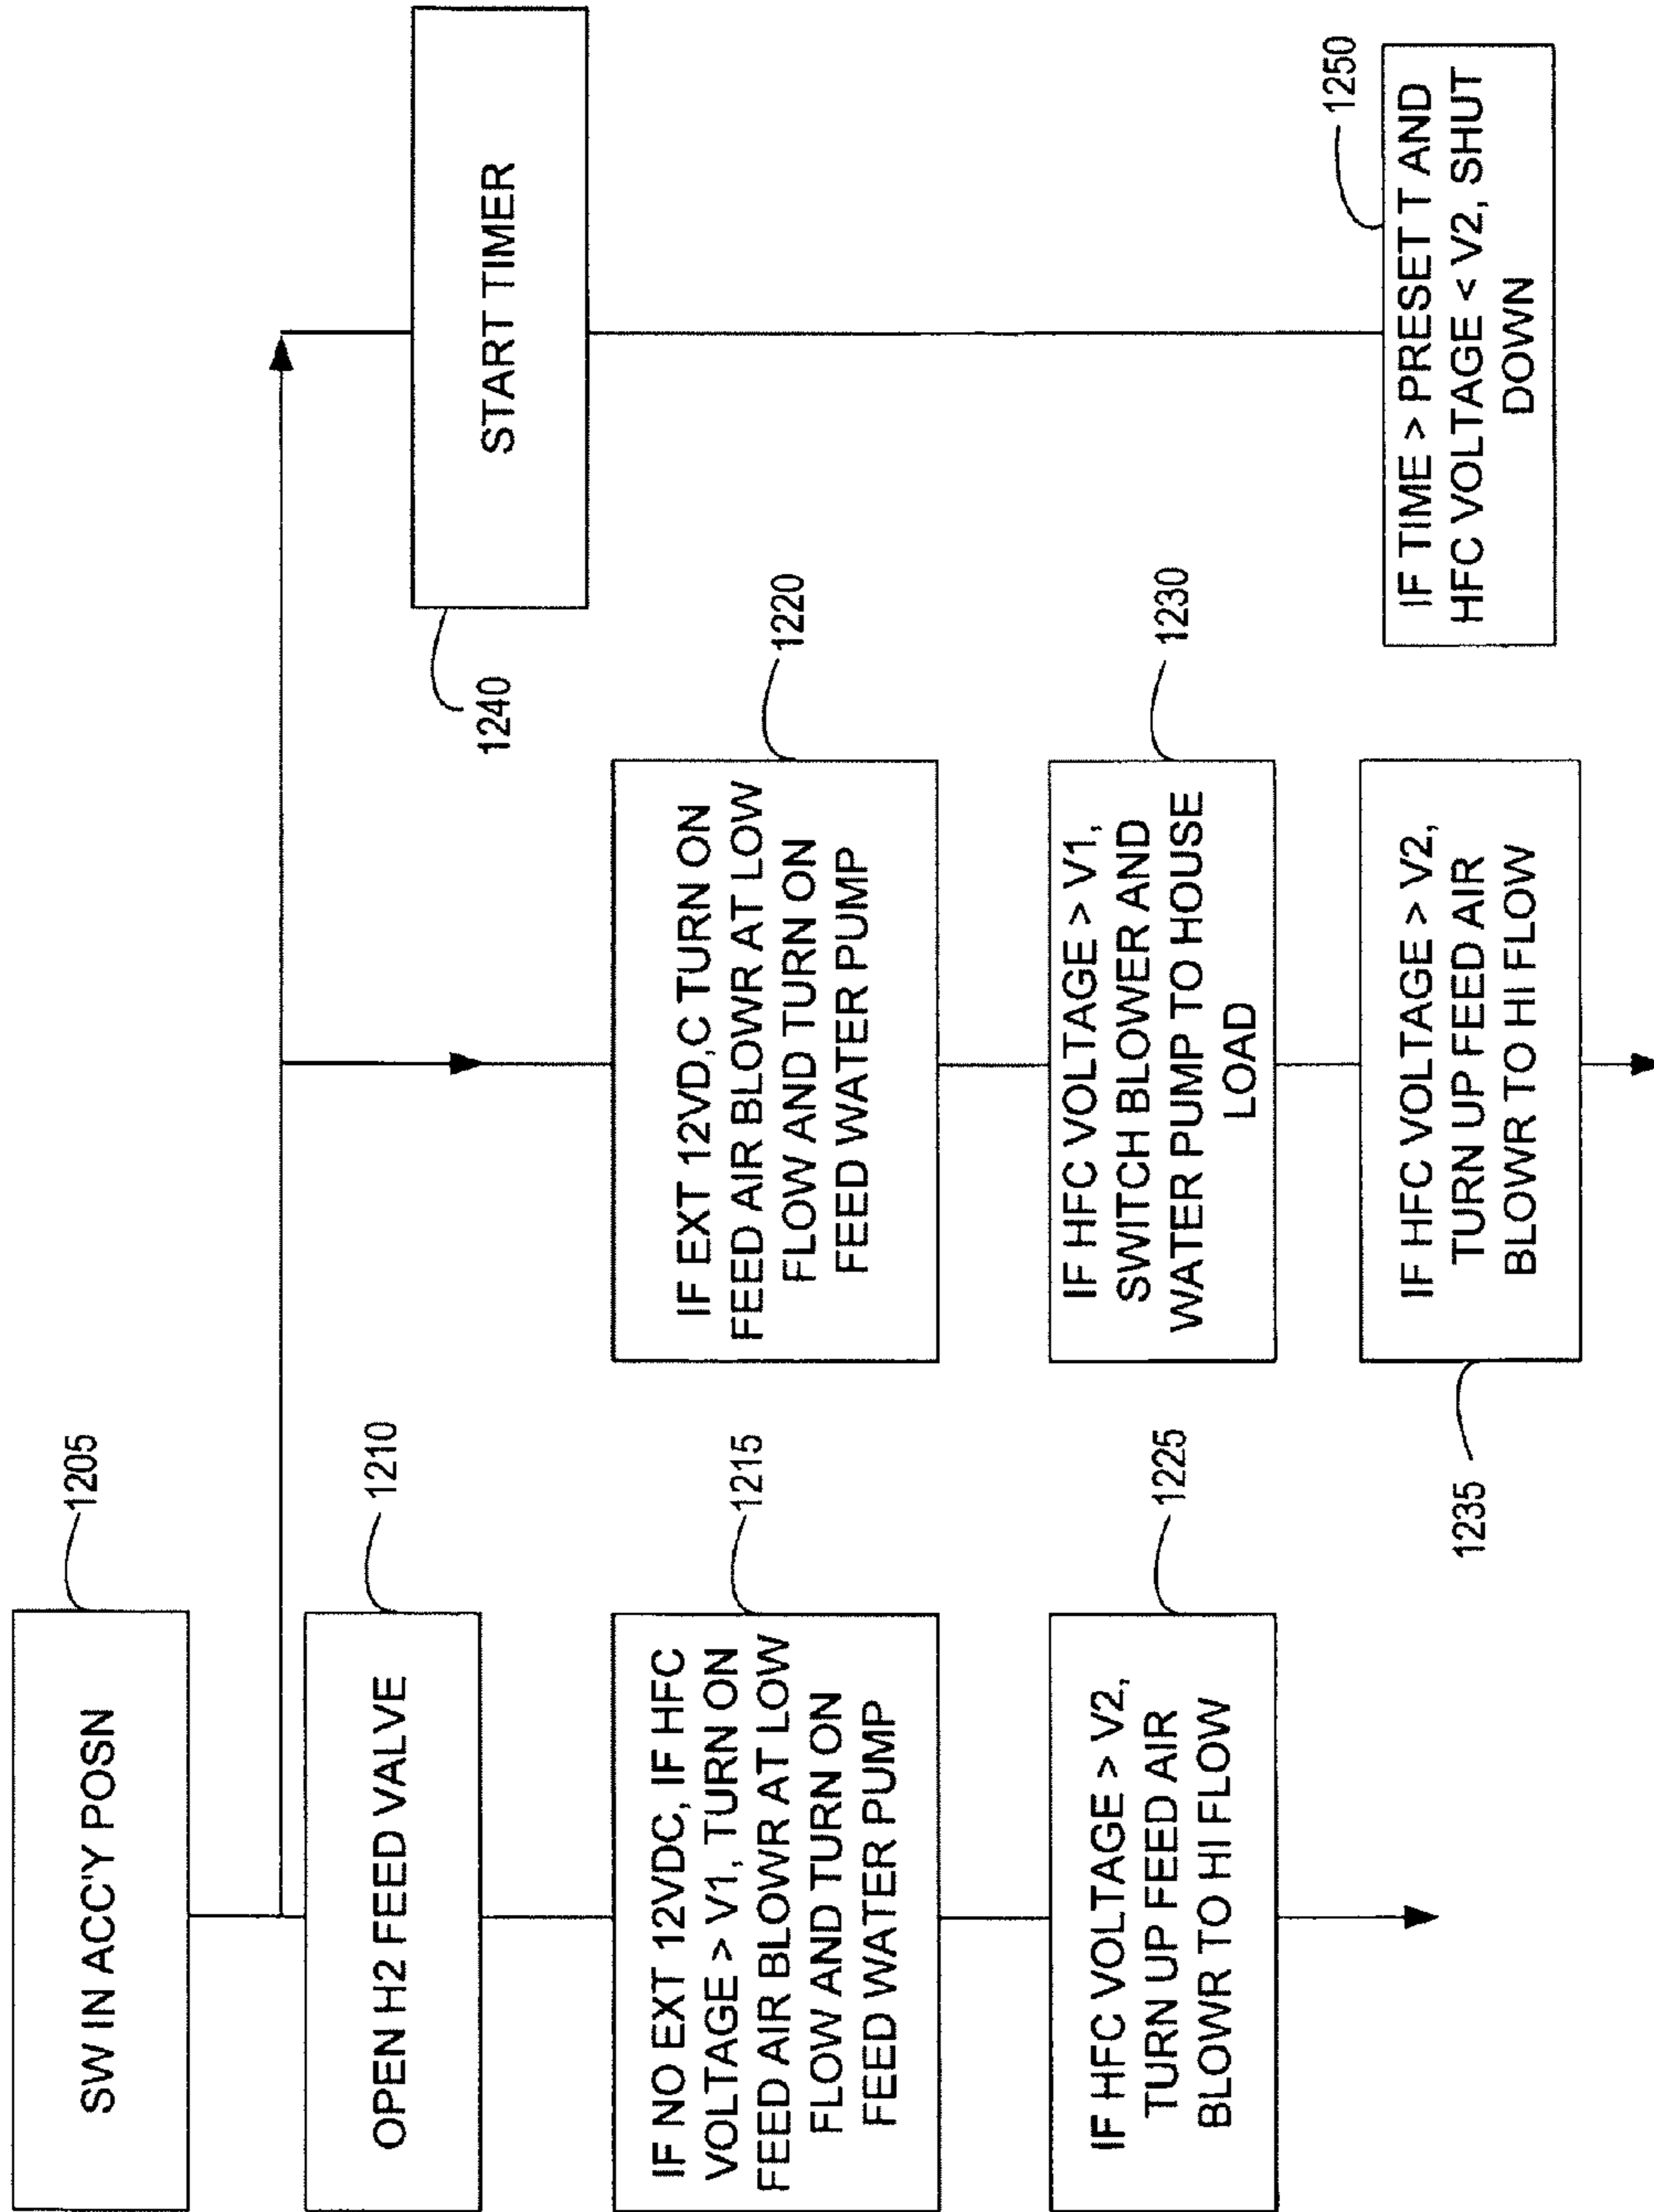 SW IN ACC'Y POSN
1205
OPEN H2 FEED VALVE
1210
IF NO EXT 12VDC, IF HFC
VOLTAGE > V1, TURN ON
FEED AIR BLOWR AT LOW
FLOW AND TURN ON
FEED WATER PUMP
1215
IF HFC VOLTAGE > V2,
TURN UP FEED AIR
BLOWR TO HI FLOW
1225
IF EXT 12VD,C TURN ON
FEED AIR BLOWR AT LOW
FLOW AND TURN ON
FEED WATER PUMP
1220
IF HFC VOLTAGE > V1,
SWITCH BLOWER AND
WATER PUMP TO HOUSE
LOAD
1230
IF HFC VOLTAGE > V2,
TURN UP FEED AIR
BLOWR TO HI FLOW
1235
START TIMER
1240
IF TIME > PRESET T AND
HFC VOLTAGE < V2, SHUT
DOWN
1250